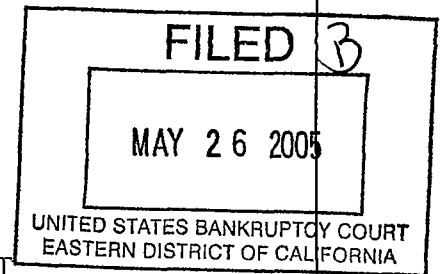 FILED B
MAY 26 2005
UNITED STATES BANKRUPTCY COURT
EASTERN DISTRICT OF CALIFORNIA